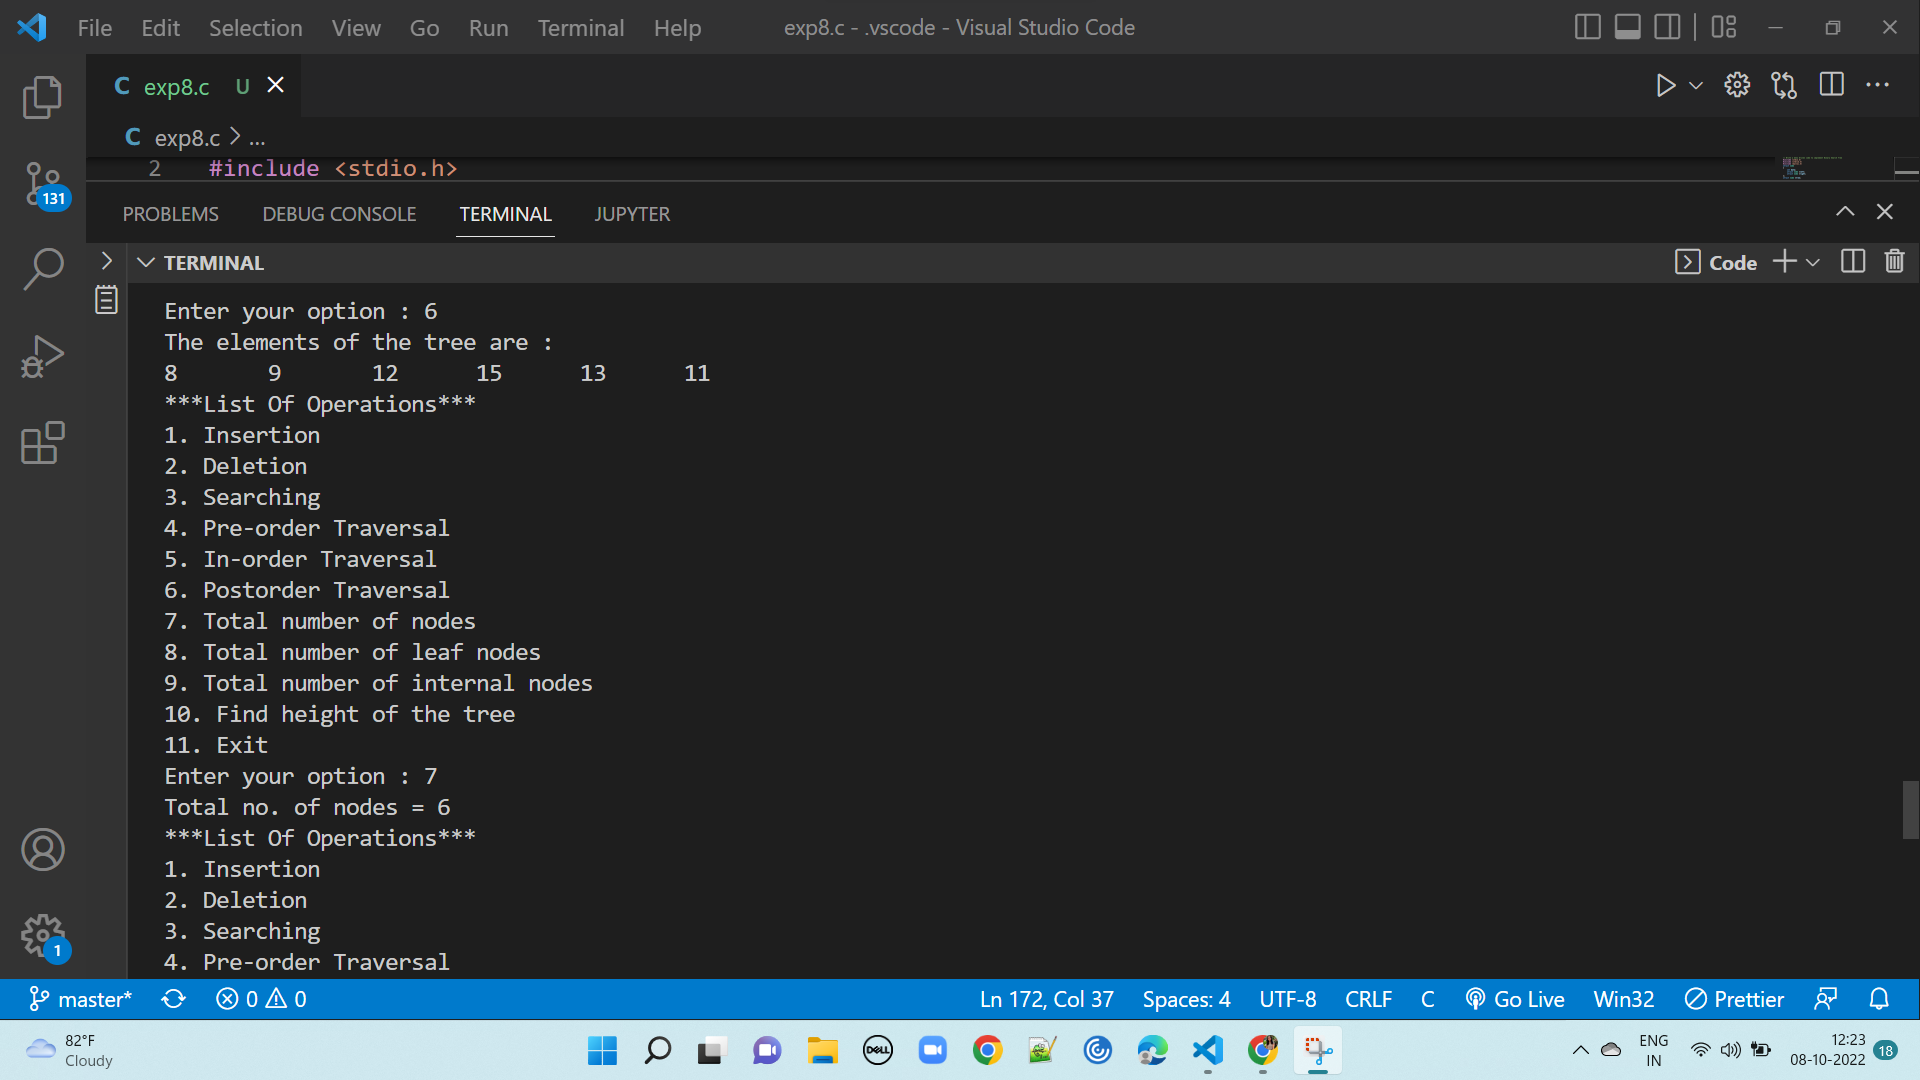 File Edit Selection View Go Run Terminal Help exp8.c - .vscode - Visual Studio Code
C exp8.c U
C exp8.c > ...
2 #include <stdio.h>
131
PROBLEMS DEBUG CONSOLE TERMINAL JUPYTER
TERMINAL Code
Enter your option : 6
The elements of the tree are :
8 9 12 15 13 11
***List Of Operations***
1. Insertion
2. Deletion
3. Searching
4. Pre-order Traversal
5. In-order Traversal
6. Postorder Traversal
7. Total number of nodes
8. Total number of leaf nodes
9. Total number of internal nodes
10. Find height of the tree
11. Exit
Enter your option : 7
Total no. of nodes = 6
***List Of Operations***
1. Insertion
2. Deletion
3. Searching
4. Pre-order Traversal
1
master* 0 0 Ln 172, Col 37 Spaces: 4 UTF-8 CRLF C Go Live Win32 Prettier
82°F
Cloudy
DELL
ENG
IN
12:23
08-10-2022
18